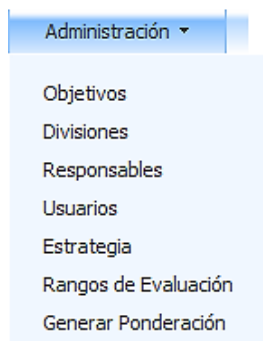 Administración
Objetivos
Divisiones
Responsables
Usuarios
Estrategia
Rangos de Evaluación
Generar Ponderación